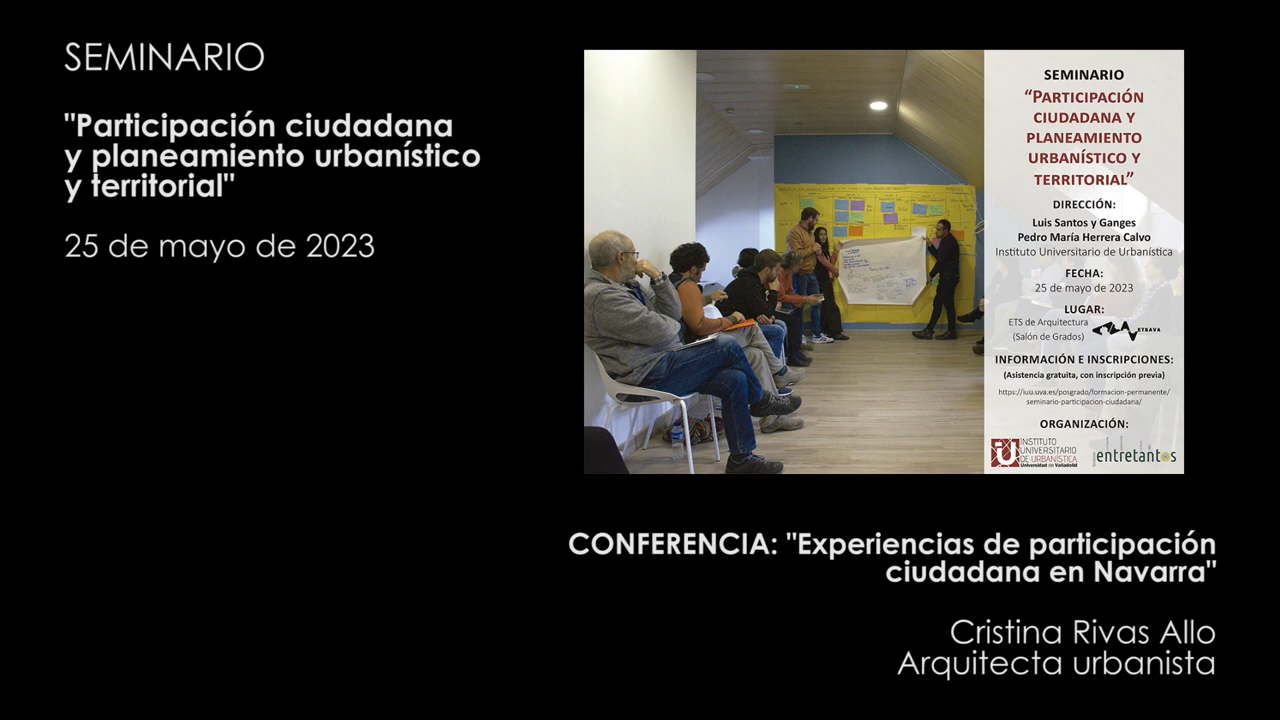 SEMINARIO
"Participación ciudadana
y planeamiento urbanístico
y territorial"
25 de mayo de 2023
SEMINARIO
“PARTICIPACIÓN
CIUDADANA Y
PLANEAMIENTO
URBANÍSTICO Y
TERRITORIAL”
DIRECCIÓN:
Luis Santos y Ganges
Pedro María Herrera Calvo
Instituto Universitario de Urbanística
FECHA:
25 de mayo de 2023
LUGAR:
ETS de Arquitectura
(Salón de Grados)
ETSAVA
INFORMACIÓN E INSCRIPCIONES:
(Asistencia gratuita, con inscripción previa)
https://iuu.uva.es/posgrado/formacion-permanente/
seminario-participacion-ciudadana/
ORGANIZACIÓN:
INSTITUTO
UNIVERSITARIO
DE URBANÍSTICA
Universidad de Valladolid
entretantos
CONFERENCIA: "Experiencias de participación
ciudadana en Navarra"
Cristina Rivas Allo
Arquitecta urbanista